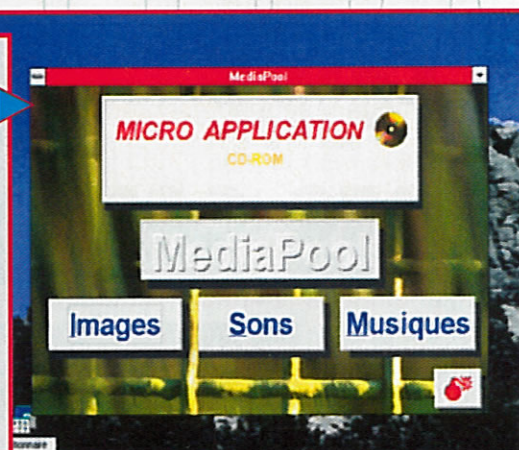 MediaPool
MICRO APPLICATION
CD-ROM
MediaPool
Images Sons Musiques